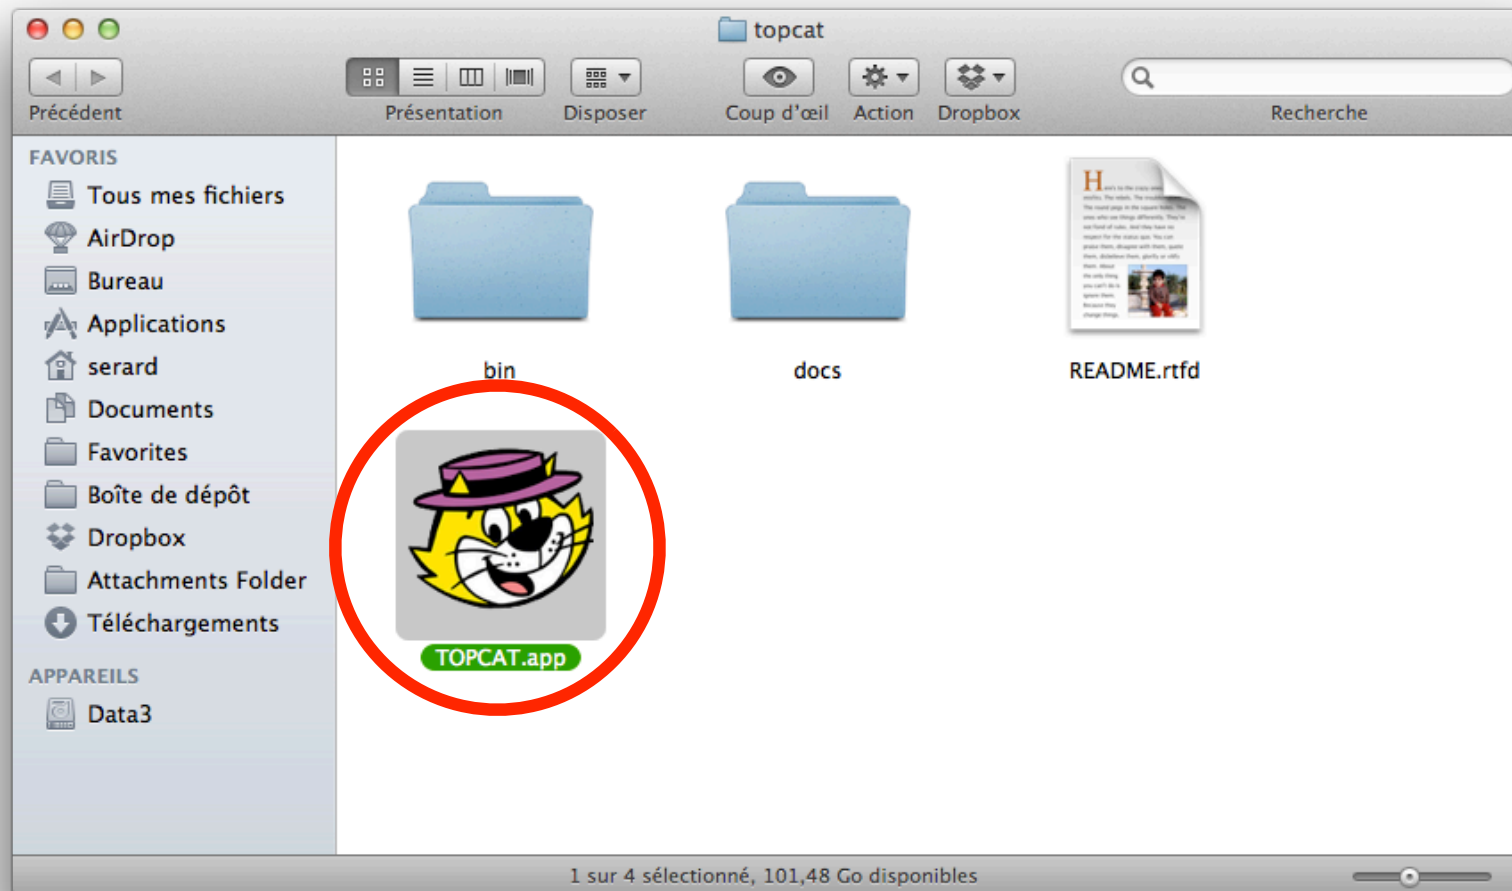 topcat
Précédent
Présentation
Disposer
Coup d'œil
Action
Dropbox
Recherche
FAVORIS
Tous mes fichiers
AirDrop
Bureau
Applications
serard
Documents
Favorites
Boîte de dépôt
Dropbox
Attachments Folder
Téléchargements
APPAREILS
Data3
bin
docs
README.rtfd
TOPCAT.app
1 sur 4 sélectionné, 101,48 Go disponibles